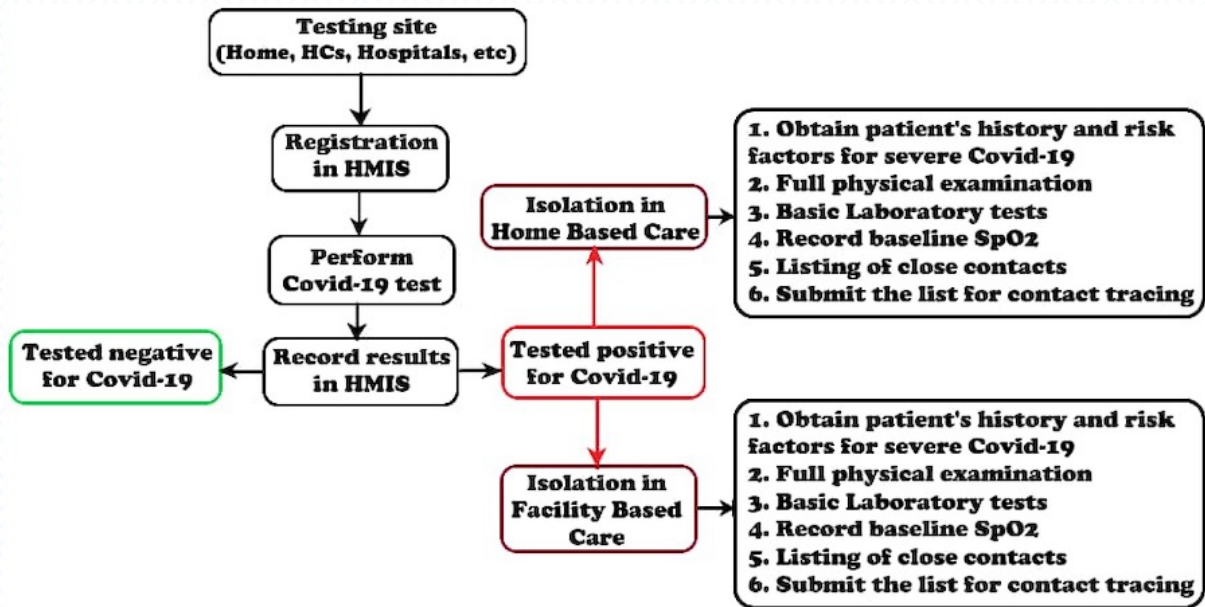 Testing site
(Home, HCs, Hospitals, etc)
Registration
in HMIS
Perform
Covid-19 test
Record results
in HMIS
Tested negative
for Covid-19
Tested positive
for Covid-19
Isolation in
Home Based Care
1. Obtain patient's history and risk
factors for severe Covid-19
2. Full physical examination
3. Basic Laboratory tests
4. Record baseline SpO2
5. Listing of close contacts
6. Submit the list for contact tracing
Isolation in
Facility Based
Care
1. Obtain patient's history and risk
factors for severe Covid-19
2. Full physical examination
3. Basic Laboratory tests
4. Record baseline SpO2
5. Listing of close contacts
6. Submit the list for contact tracing